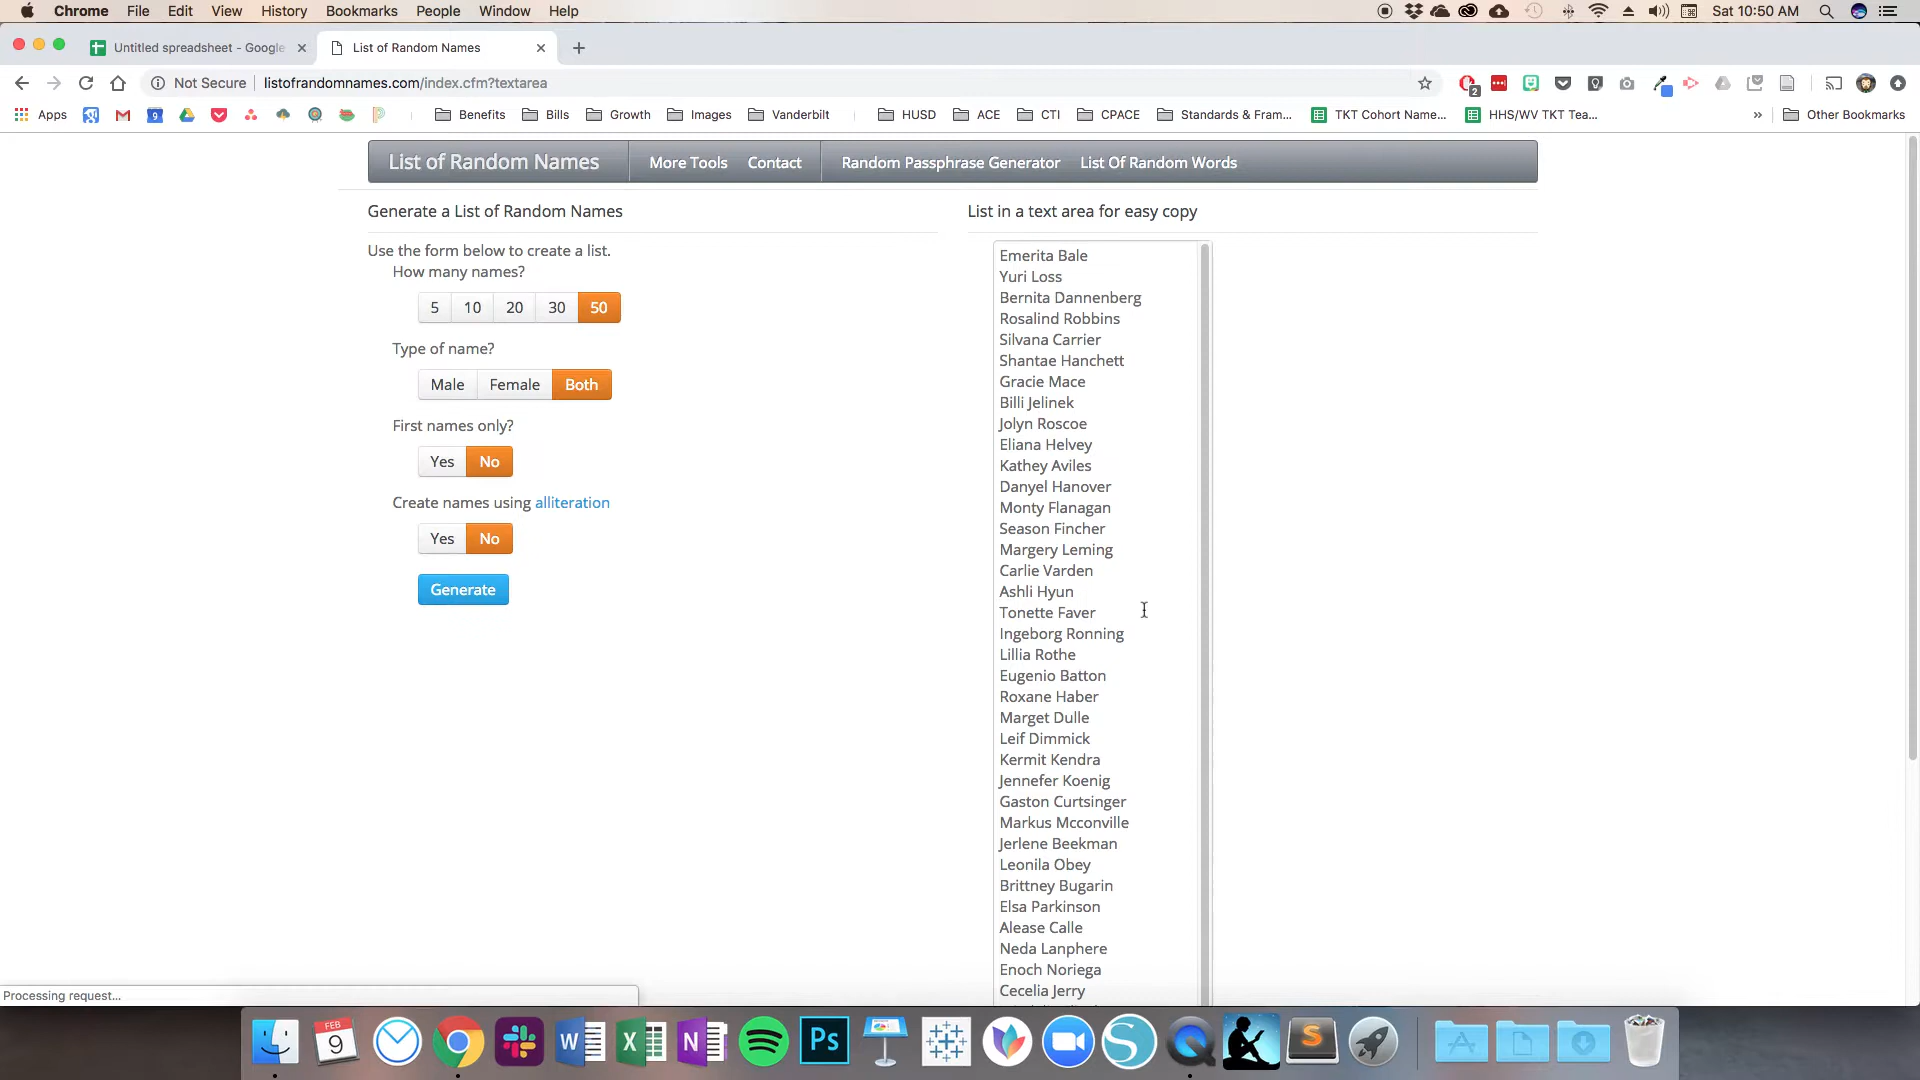 Chrome File Edit View History Bookmarks People Window Help Sat 10:50 AM
Untitled spreadsheet - Google List of Random Names
Not Secure listofrandomnames.com/index.cfm?textarea
Apps Benefits Bills Growth Images Vanderbilt HUSD ACE CTI CPACE Standards & Fram... TKT Cohort Name... HHS/WV TKT Tea... » Other Bookmarks
List of Random Names More Tools Contact Random Passphrase Generator List Of Random Words
Generate a List of Random Names
Use the form below to create a list.
How many names?
5 10 20 30 50
Type of name?
Male Female Both
First names only?
Yes No
Create names using alliteration
Yes No
Generate
List in a text area for easy copy
Emerita Bale
Yuri Loss
Bernita Dannenberg
Rosalind Robbins
Silvana Carrier
Shantae Hanchett
Gracie Mace
Billi Jelinek
Jolyn Roscoe
Eliana Helvey
Kathey Aviles
Danyel Hanover
Monty Flanagan
Season Fincher
Margery Leming
Carlie Varden
Ashli Hyun
Tonette Faver
Ingeborg Ronning
Lillia Rothe
Eugenio Batton
Roxane Haber
Marget Dulle
Leif Dimmick
Kermit Kendra
Jennefer Koenig
Gaston Curtsinger
Markus Mcconville
Jerlene Beekman
Leonila Obey
Brittney Bugarin
Elsa Parkinson
Alease Calle
Neda Lanphere
Enoch Noriega
Cecelia Jerry
Processing request...
FEB
9
W X N Ps S S